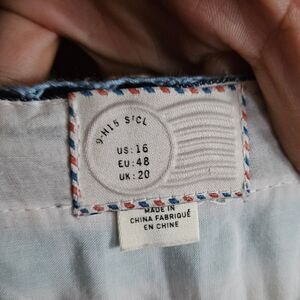 9-H15 S/CL
US: 16
EU: 48
UK: 20
MADE IN
CHINA FABRIQUÉ
EN CHINE